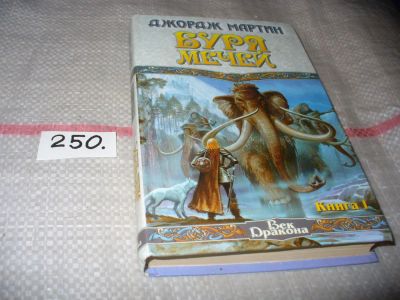 ДЖОРДЖ МАРТИН
БУРЯ
МЕЧЕЙ
250.
Книга I
Век
Дракона